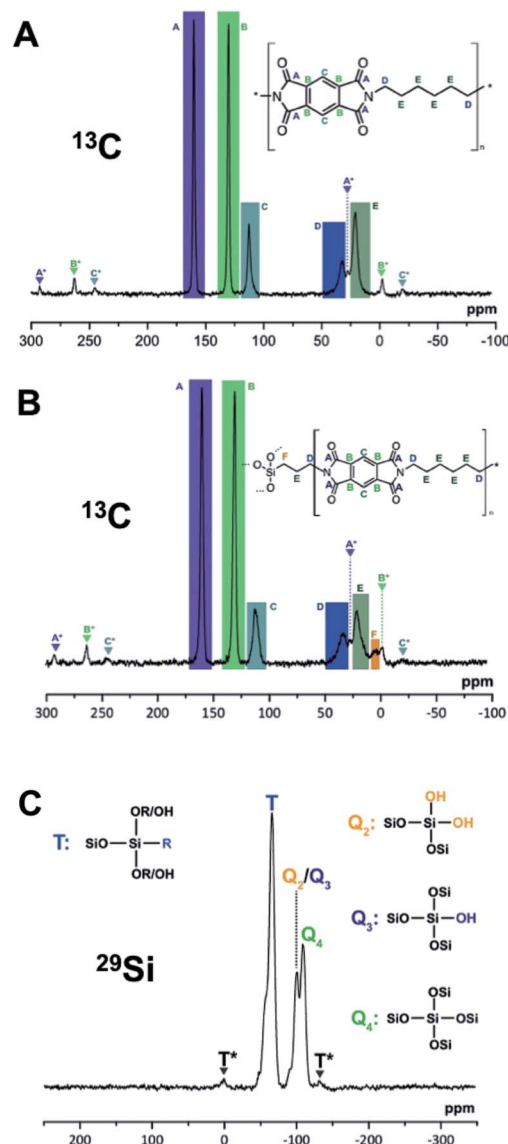 A
A
B
C
A
C
A
D
E
E
O
O
*
N
B
B
N
*
B
B
O
O
A
C
A
E
E
D
n
13C
C
D
A*
E
A*
B*
C*
B*
C*
ppm
300 250 200 150 100 50 0 -50 -100
B
A
B
F
D
A
C
A
D
E
E
O
O
O
Si
O
O
N
B
B
N
*
B
B
E
O
O
A
C
A
E
E
D
n
13C
C
D
A*
E
B*
F
A*
B*
C*
C*
ppm
300 250 200 150 100 50 0 -50 -100
C
T:
OR/OH
SiO Si R
OR/OH
T
Q2/Q3
Q4
29Si
T*
T*
Q2:
OH
SiO Si OH
OSi
Q3:
OSi
SiO Si OH
OSi
Q4:
OSi
SiO Si OSi
OSi
ppm
200 100 0 -100 -200 -300